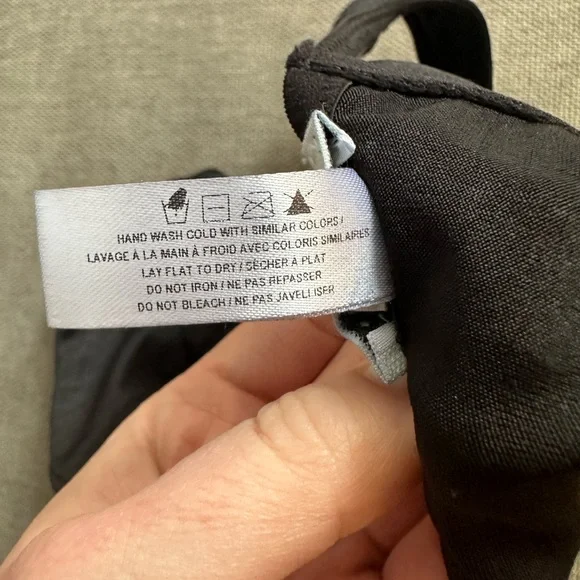 HAND WASH COLD WITH SIMILAR COLORS /
LAVAGE À LA MAIN À FROID AVEC COLORIS SIMILAIRES
LAY FLAT TO DRY / SÉCHER À PLAT
DO NOT IRON / NE PAS REPASSER
DO NOT BLEACH / NE PAS JAVELLISER